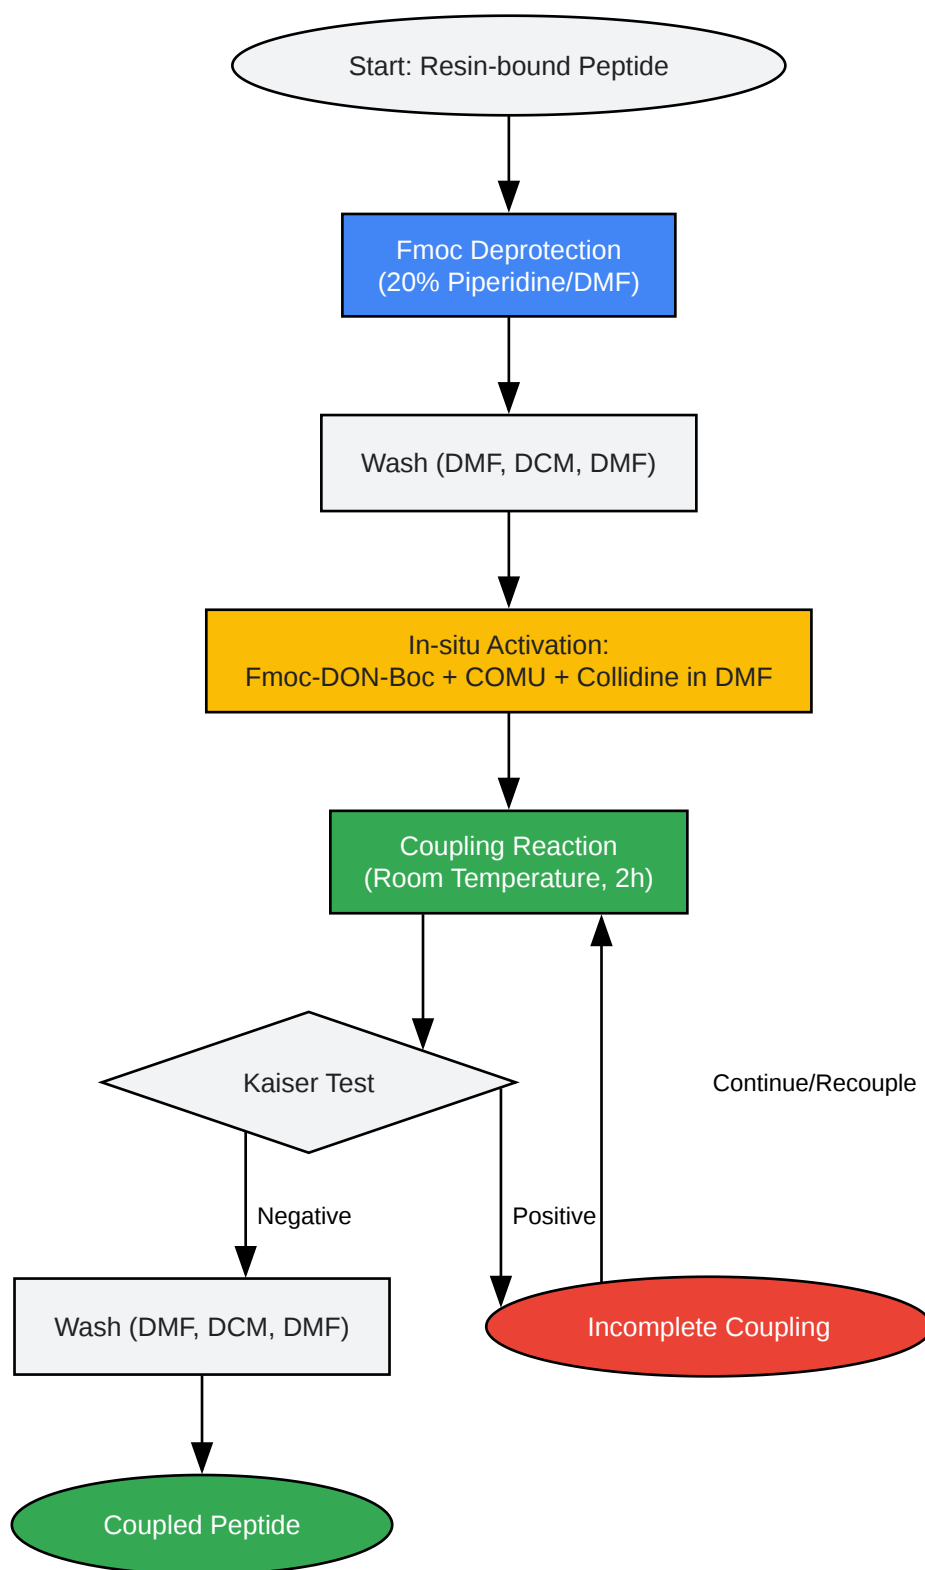 Start: Resin-bound Peptide
Fmoc Deprotection
(20% Piperidine/DMF)
Wash (DMF, DCM, DMF)
In-situ Activation:
Fmoc-DON-Boc + COMU + Collidine in DMF
Coupling Reaction
(Room Temperature, 2h)
Kaiser Test
Continue/Recouple
Negative
Positive
Wash (DMF, DCM, DMF)
Incomplete Coupling
Coupled Peptide